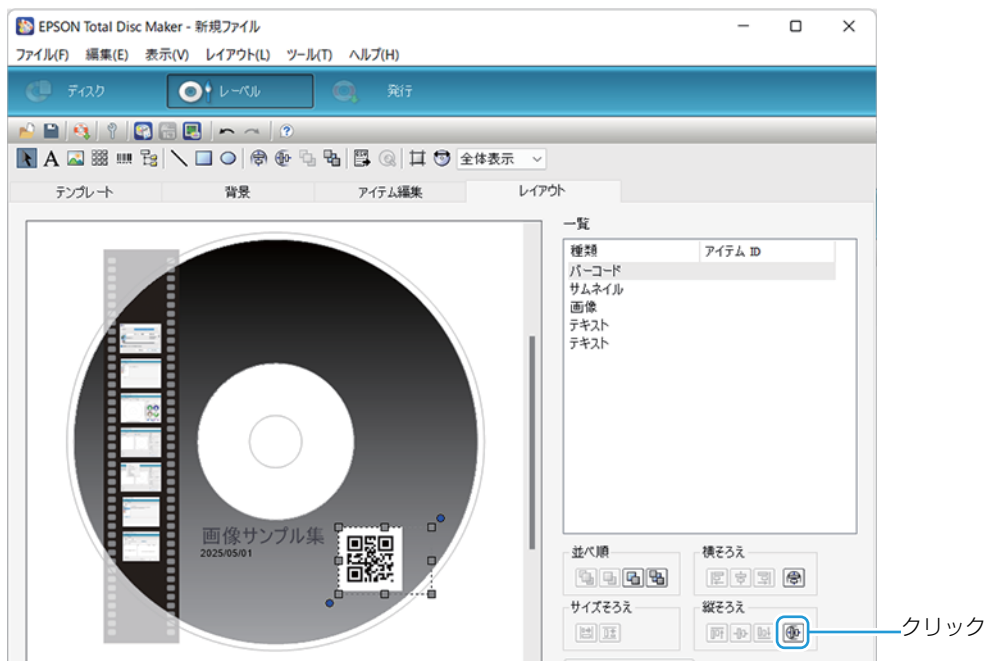 EPSON Total Disc Maker - 新規ファイル
ファイル(F) 編集(E) 表示(V) レイアウト(L) ツール(T) ヘルプ(H)
ディスク レーベル 発行
全体表示
テンプレート 背景 アイテム編集 レイアウト
一覧
種類 アイテム ID
バーコード
サムネイル
画像
テキスト
テキスト
画像サンプル集
2025/05/01
並べ順 横そろえ
サイズそろえ 縦そろえ
クリック